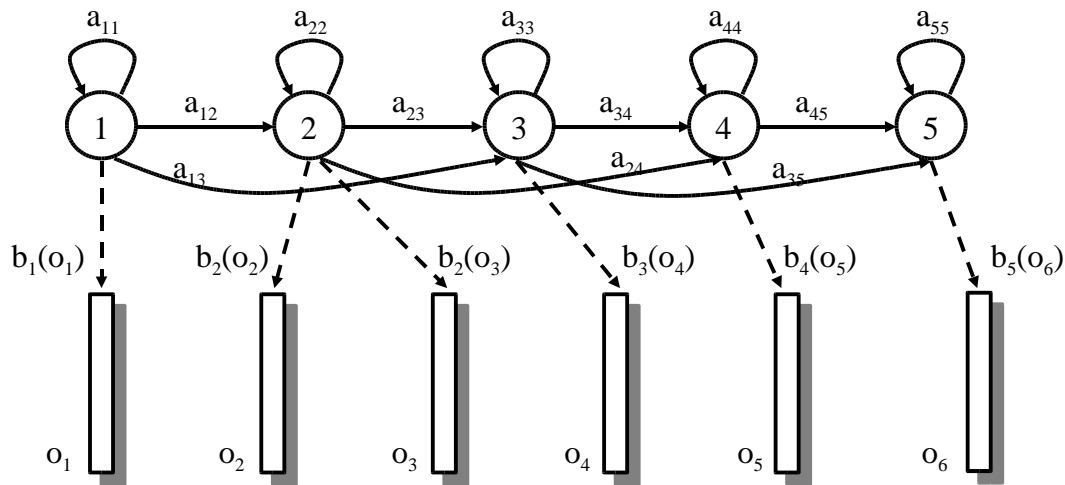 a₁₁ a₂₂ a₃₃ a₄₄ a₅₅
1 a₁₂ 2 a₂₃ 3 a₃₄ 4 a₄₅ 5
a₁₃ a₂₄ a₃₅
b₁(o₁) b₂(o₂) b₂(o₃) b₃(o₄) b₄(o₅) b₅(o₆)
o₁ o₂ o₃ o₄ o₅ o₆